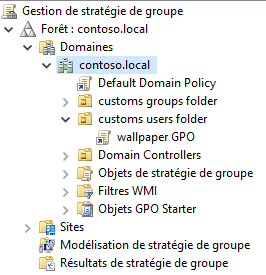 Gestion de stratégie de groupe
Forêt : contoso.local
Domaines
contoso.local
Default Domain Policy
customs groups folder
customs users folder
wallpaper GPO
Domain Controllers
Objets de stratégie de groupe
Filtres WMI
Objets GPO Starter
Sites
Modélisation de stratégie de groupe
Résultats de stratégie de groupe